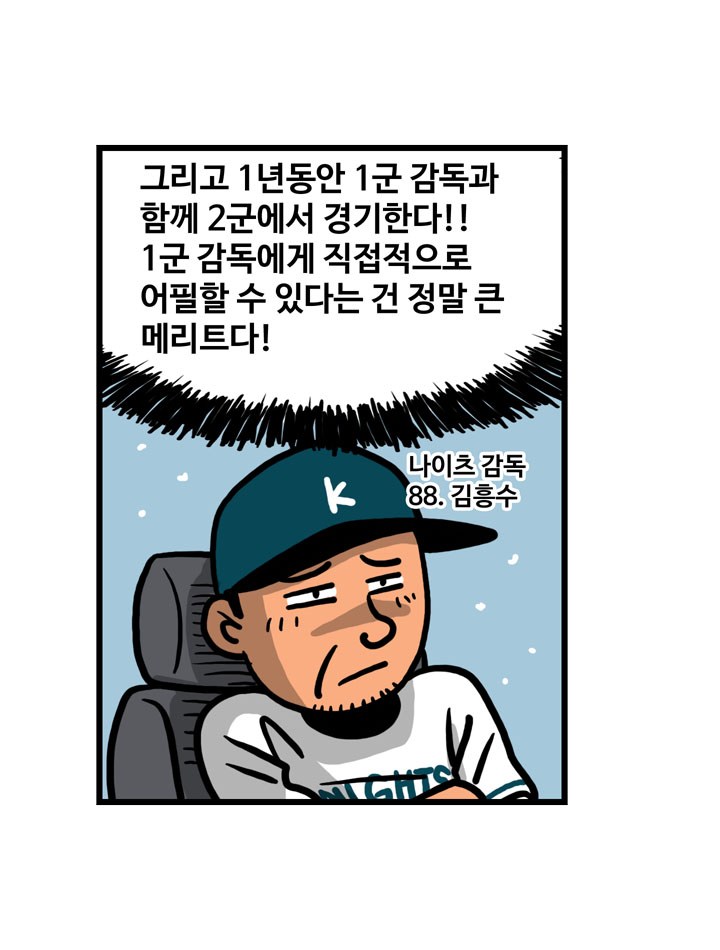 그리고 1년동안 1군 감독과
함께 2군에서 경기한다!!
1군 감독에게 직접적으로
어필할 수 있다는 건 정말 큰
메리트다!
나이츠 감독
88. 김흥수
K
KNIGHTS